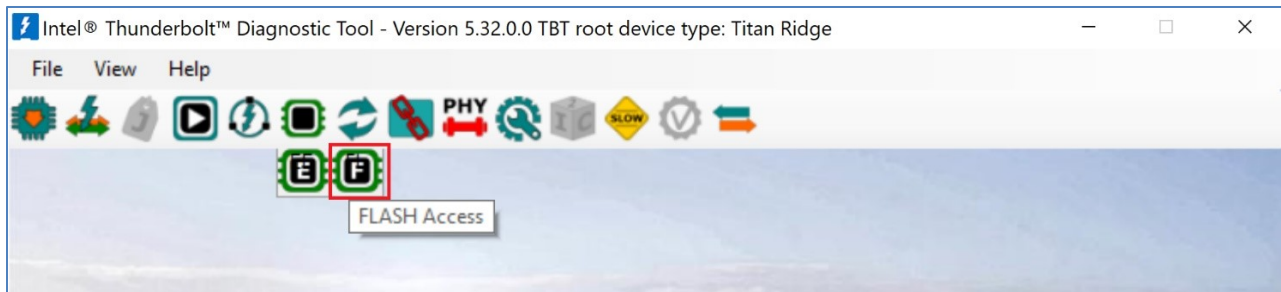 Intel® Thunderbolt™ Diagnostic Tool - Version 5.32.0.0 TBT root device type: Titan Ridge
File View Help
J PHY J C SLOW
E F
FLASH Access